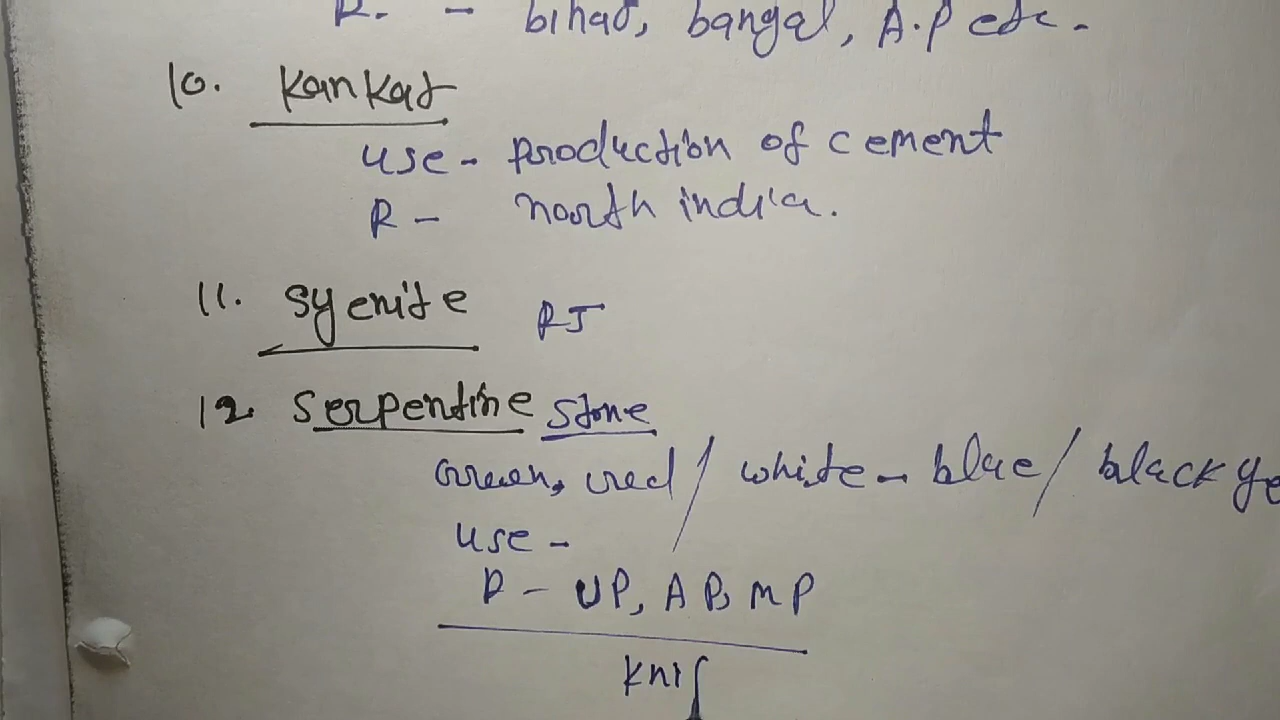 R. - bihar, bangal, A.P etc.
10. Kankar
use - production of cement
R - north india.
11. Syenite RJ
12. Serpentine stone
Green, red / white - blue / black ye
use -
R - UP, AP, MP